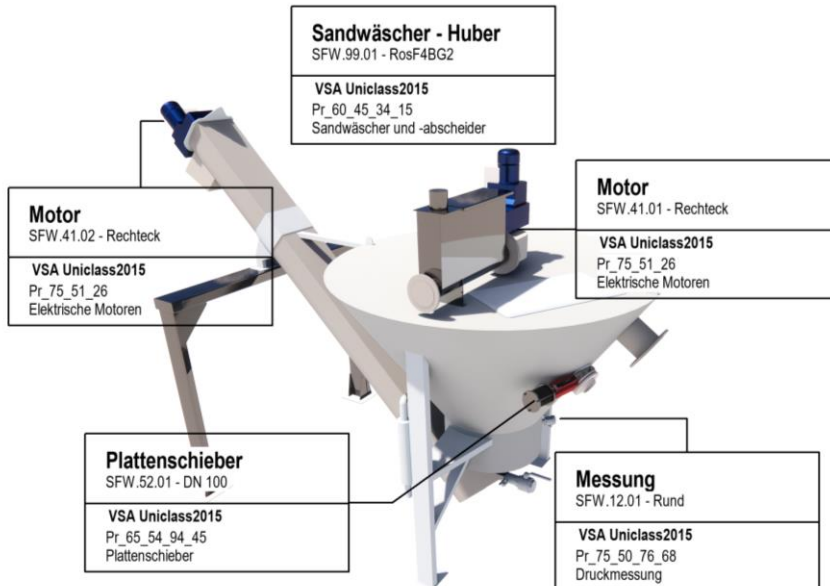 Sandwäscher - Huber
SFW.99.01 - RosF4BG2
VSA Uniclass2015
Pr_60_45_34_15
Sandwäscher und -abscheider
Motor
SFW.41.02 - Rechteck
VSA Uniclass2015
Pr_75_51_26
Elektrische Motoren
Motor
SFW.41.01 - Rechteck
VSA Uniclass2015
Pr_75_51_26
Elektrische Motoren
Plattenschieber
SFW.52.01 - DN 100
VSA Uniclass2015
Pr_65_54_94_45
Plattenschieber
Messung
SFW.12.01 - Rund
VSA Uniclass2015
Pr_75_50_76_68
Druckmessung